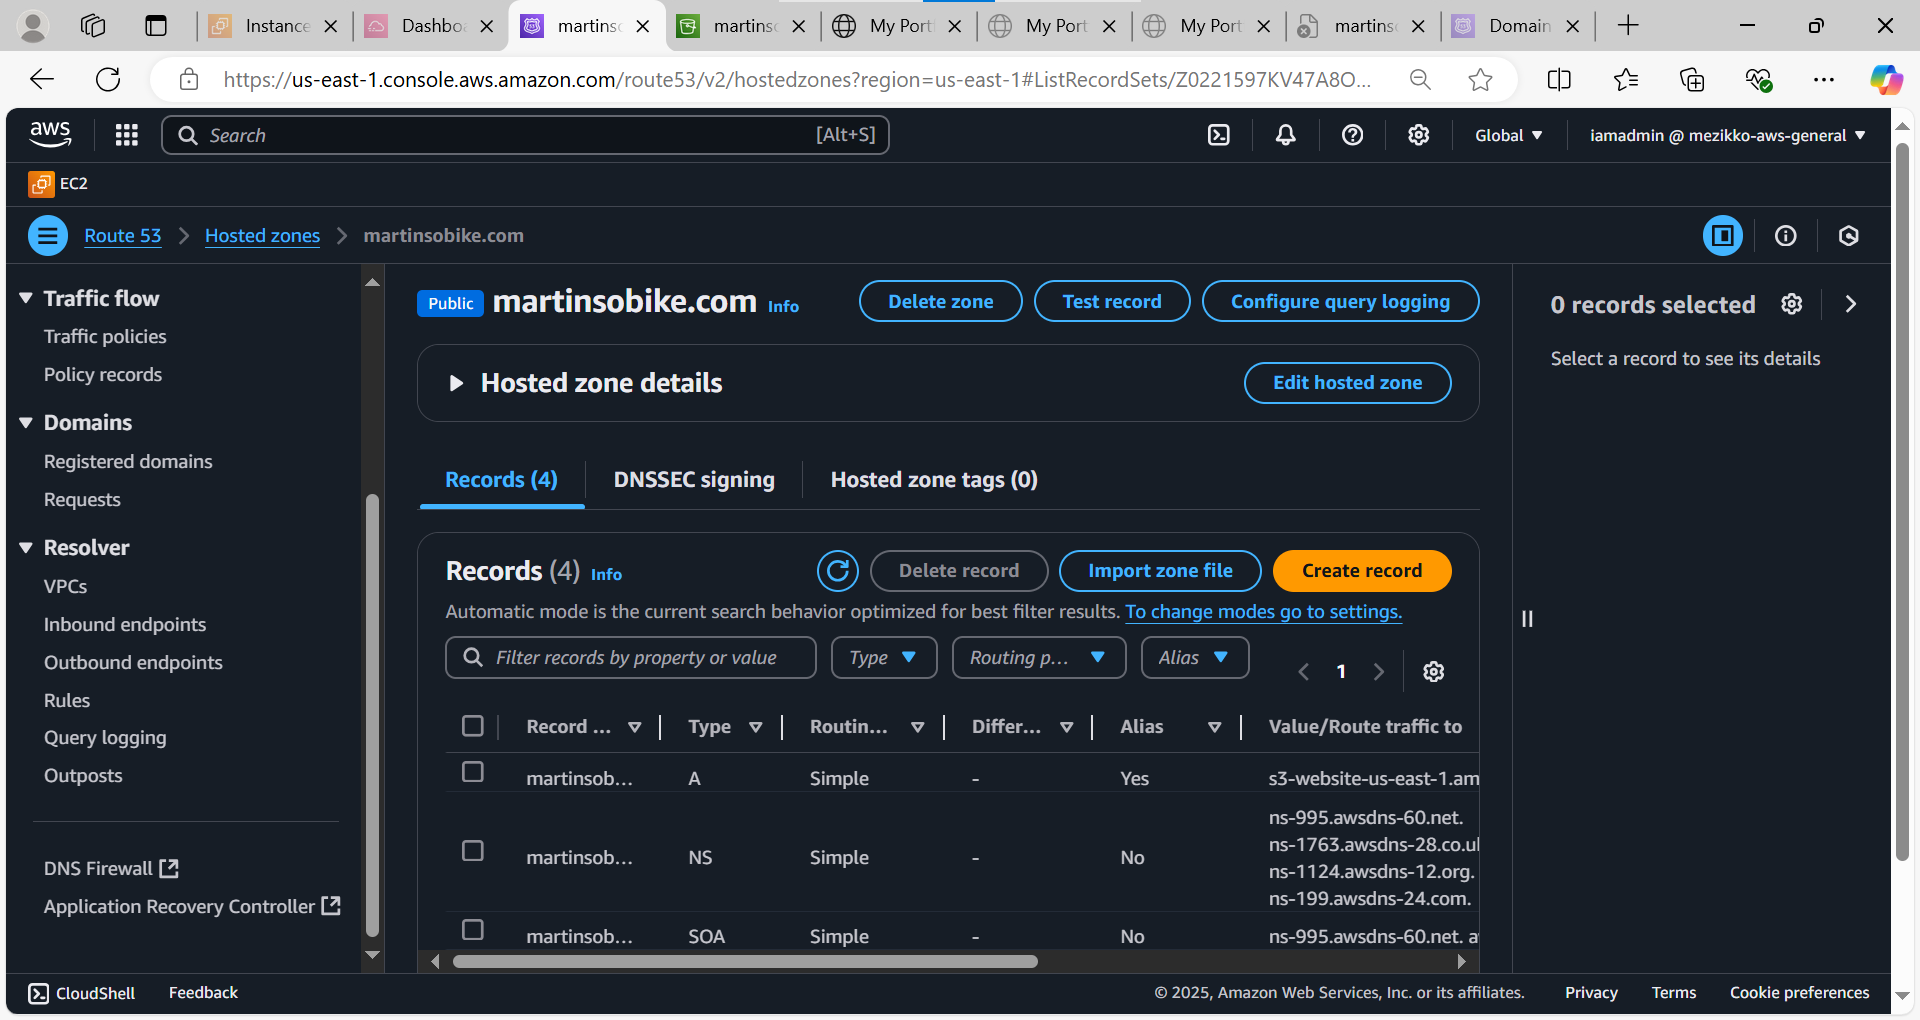 Instance
Dashbo
martins
martins
My Port
My Port
My Port
martins
Domain
https://us-east-1.console.aws.amazon.com/route53/v2/hostedzones?region=us-east-1#ListRecordSets/Z0221597KV47A8O...
aws
Search
[Alt+S]
Global
iamadmin @ mezikko-aws-general
EC2
Route 53
Hosted zones
martinsobike.com
Traffic flow
Traffic policies
Policy records
Domains
Registered domains
Requests
Resolver
VPCs
Inbound endpoints
Outbound endpoints
Rules
Query logging
Outposts
DNS Firewall
Application Recovery Controller
Public martinsobike.com Info
Delete zone
Test record
Configure query logging
Hosted zone details
Edit hosted zone
Records (4)
DNSSEC signing
Hosted zone tags (0)
Records (4) Info
Delete record
Import zone file
Create record
Automatic mode is the current search behavior optimized for best filter results. To change modes go to settings.
Filter records by property or value
Type
Routing p...
Alias
1
Record ... Type Routin... Differ... Alias Value/Route traffic to
martinsob... A Simple - Yes s3-website-us-east-1.am
ns-995.awsdns-60.net.
ns-1763.awsdns-28.co.u
martinsob... NS Simple - No
ns-1124.awsdns-12.org.
ns-199.awsdns-24.com.
martinsob... SOA Simple - No ns-995.awsdns-60.net. a
0 records selected
Select a record to see its details
CloudShell
Feedback
© 2025, Amazon Web Services, Inc. or its affiliates.
Privacy
Terms
Cookie preferences